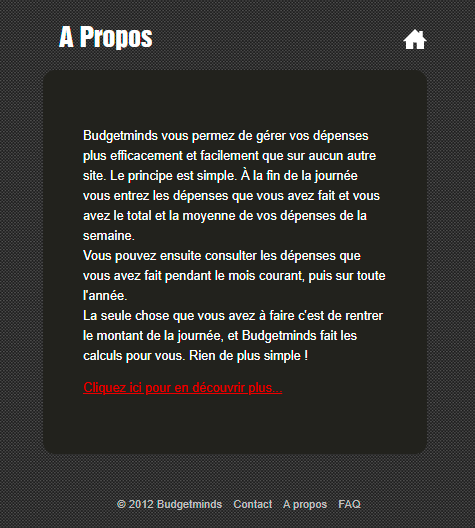 A Propos
Budgetminds vous permez de gérer vos dépenses
plus efficacement et facilement que sur aucun autre
site. Le principe est simple. À la fin de la journée
vous entrez les dépenses que vous avez fait et vous
avez le total et la moyenne de vos dépenses de la
semaine.
Vous pouvez ensuite consulter les dépenses que
vous avez fait pendant le mois courant, puis sur toute
l'année.
La seule chose que vous avez à faire c'est de rentrer
le montant de la journée, et Budgetminds fait les
calculs pour vous. Rien de plus simple !
Cliquez ici pour en découvrir plus...
© 2012 Budgetminds Contact A propos FAQ